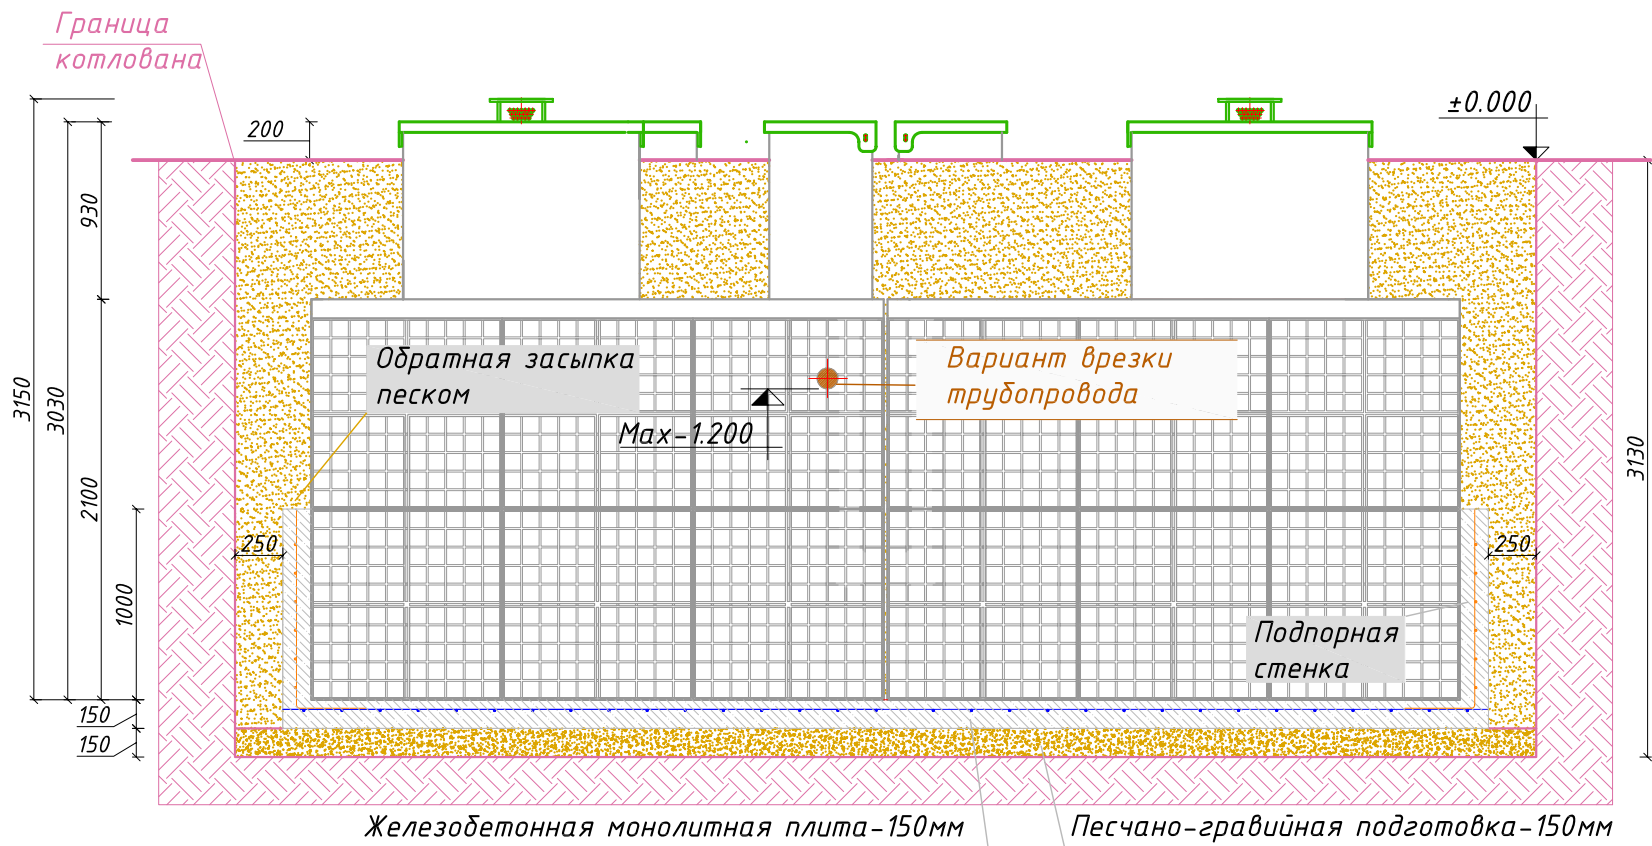 Граница
котлована
200
±0.000
930
3150
3030
2100
Обратная засыпка
песком
Вариант врезки
трубопровода
Max-1.200
3130
250
250
1000
Подпорная
стенка
150
150
Железобетонная монолитная плита-150мм
Песчано-гравийная подготовка-150мм